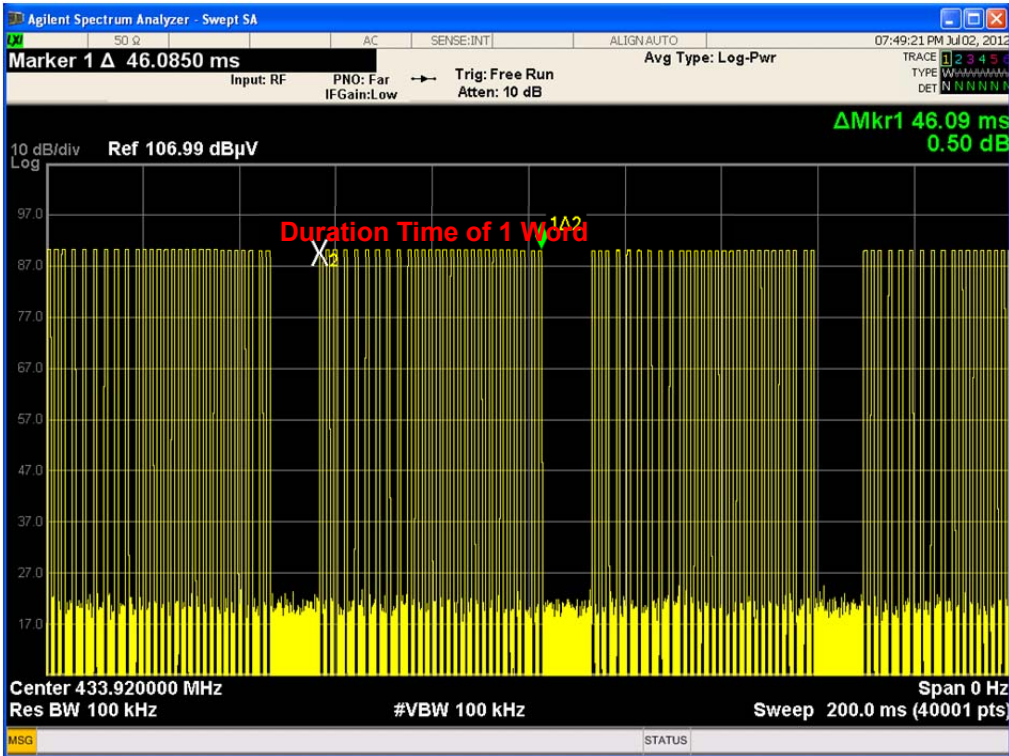 Agilent Spectrum Analyzer - Swept SA
LXI 50 Ω AC SENSE:INT ALIGNAUTO 07:49:21 PM Jul 02, 2012
Marker 1 Δ 46.0850 ms
Avg Type: Log-Pwr
TRACE 1 2 3 4 5 6
Input: RF PNO: Far Trig: Free Run
TYPE WWWWWW
IFGain:Low Atten: 10 dB
DET N N N N N N
ΔMkr1 46.09 ms
0.50 dB
10 dB/div Ref 106.99 dBµV
Log
97.0
Duration Time of 1 Word
1Δ2
X2
87.0
77.0
67.0
57.0
47.0
37.0
27.0
17.0
Center 433.920000 MHz Span 0 Hz
Res BW 100 kHz #VBW 100 kHz Sweep 200.0 ms (40001 pts)
MSG STATUS